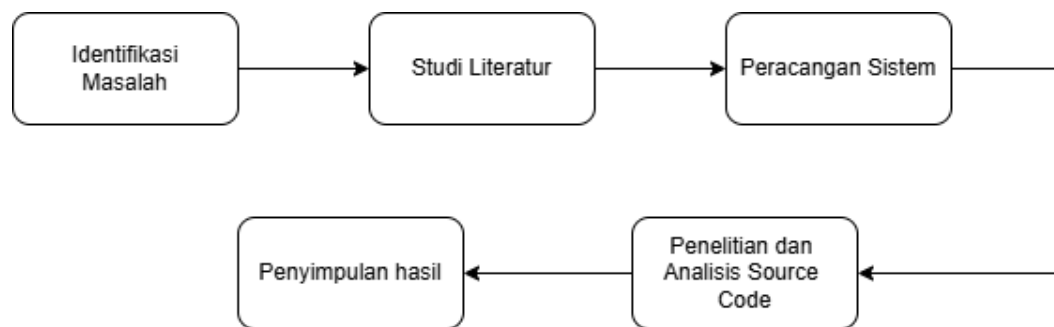 Identifikasi
Masalah
Studi Literatur
Peracangan Sistem
Penelitian dan
Analisis Source
Code
Penyimpulan hasil